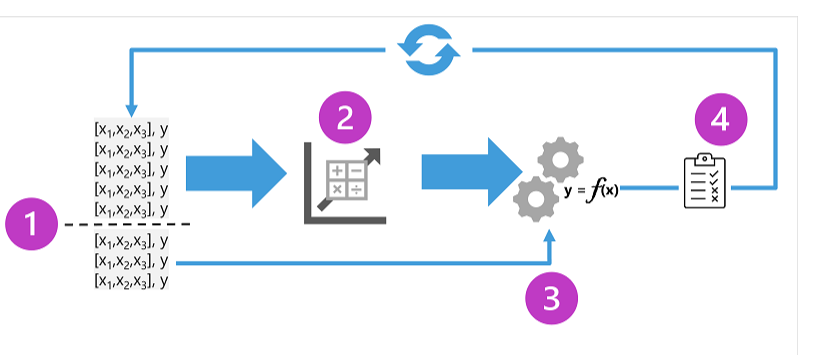 2
4
[x₁,x₂,x₃], y
[x₁,x₂,x₃], y
[x₁,x₂,x₃], y
[x₁,x₂,x₃], y
[x₁,x₂,x₃], y
+ −
× ÷
y = f(x)
1
[x₁,x₂,x₃], y
[x₁,x₂,x₃], y
[x₁,x₂,x₃], y
3